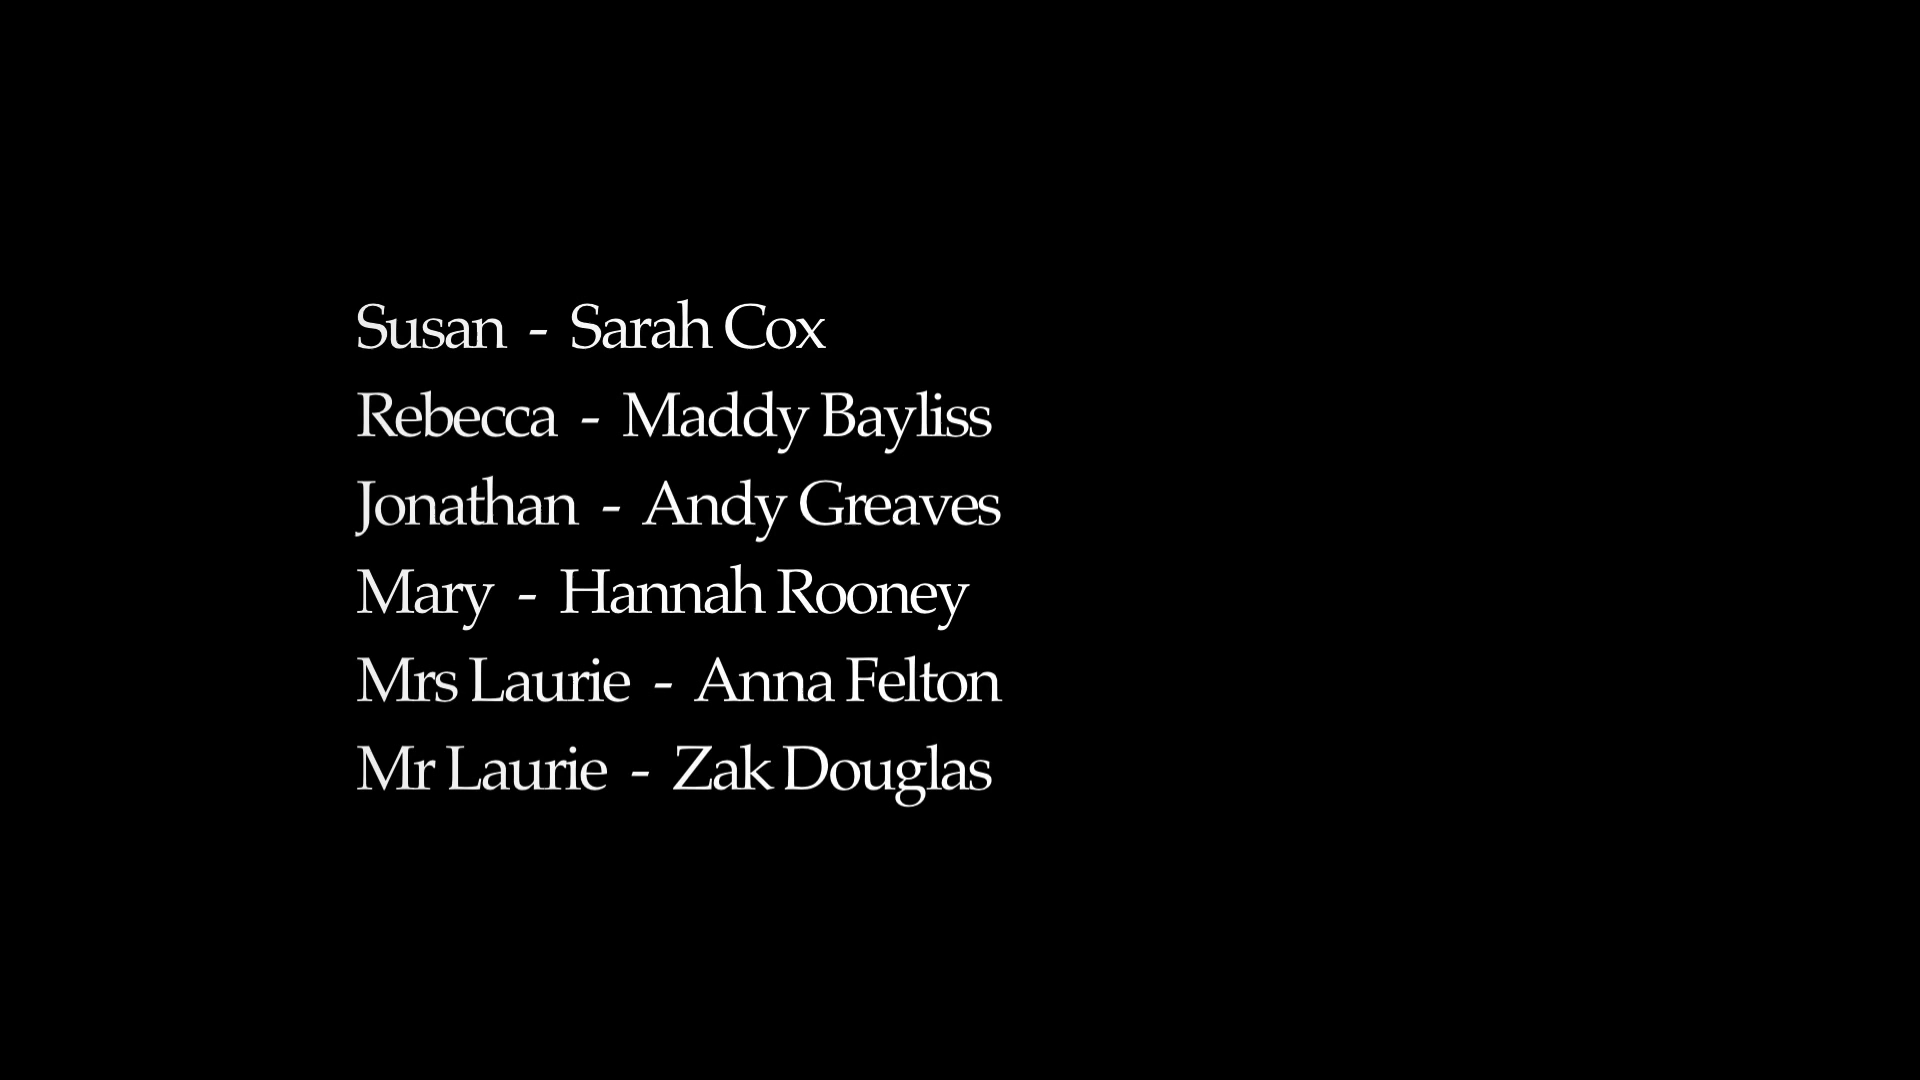 Susan - Sarah Cox
Rebecca - Maddy Bayliss
Jonathan - Andy Greaves
Mary - Hannah Rooney
Mrs Laurie - Anna Felton
Mr Laurie - Zak Douglas